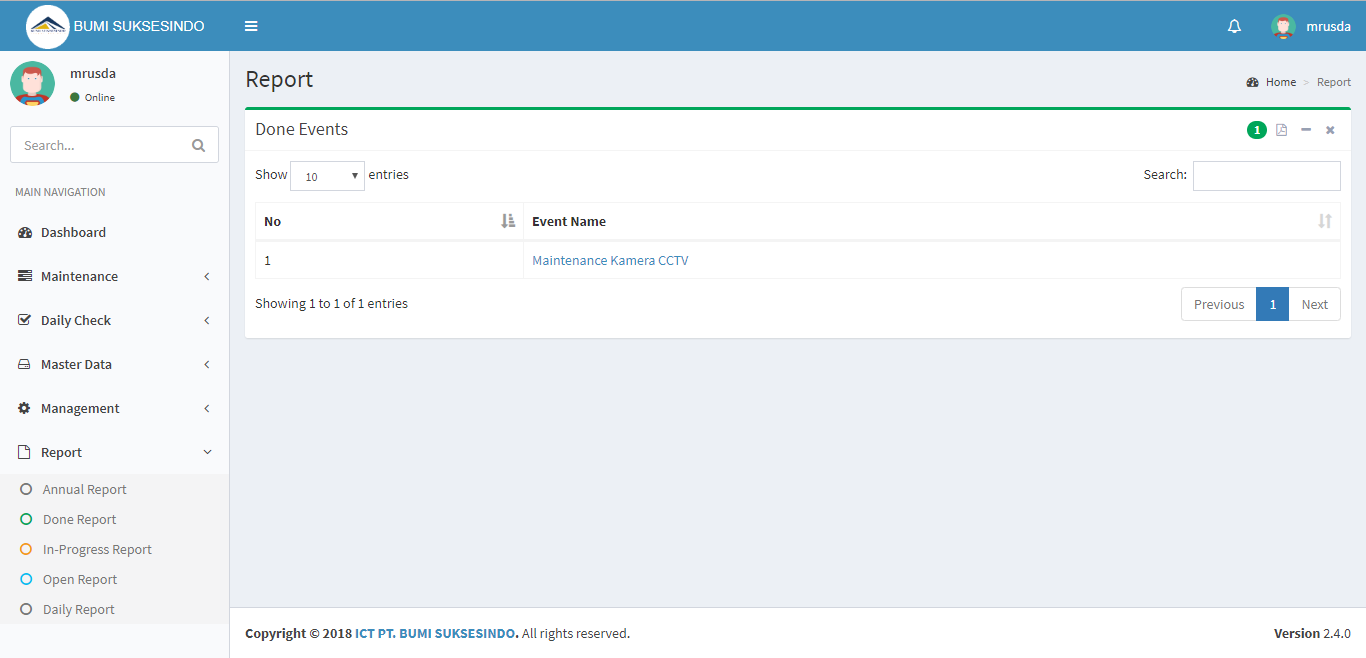 BUMI SUKSESINDO
mrusda
mrusda
Online
Search...
MAIN NAVIGATION
Dashboard
Maintenance
Daily Check
Master Data
Management
Report
Annual Report
Done Report
In-Progress Report
Open Report
Daily Report
Report
Home > Report
Done Events
1
Show 10 entries
Search:
No Event Name
1 Maintenance Kamera CCTV
Showing 1 to 1 of 1 entries
Previous 1 Next
Copyright © 2018 ICT PT. BUMI SUKSESINDO. All rights reserved.
Version 2.4.0